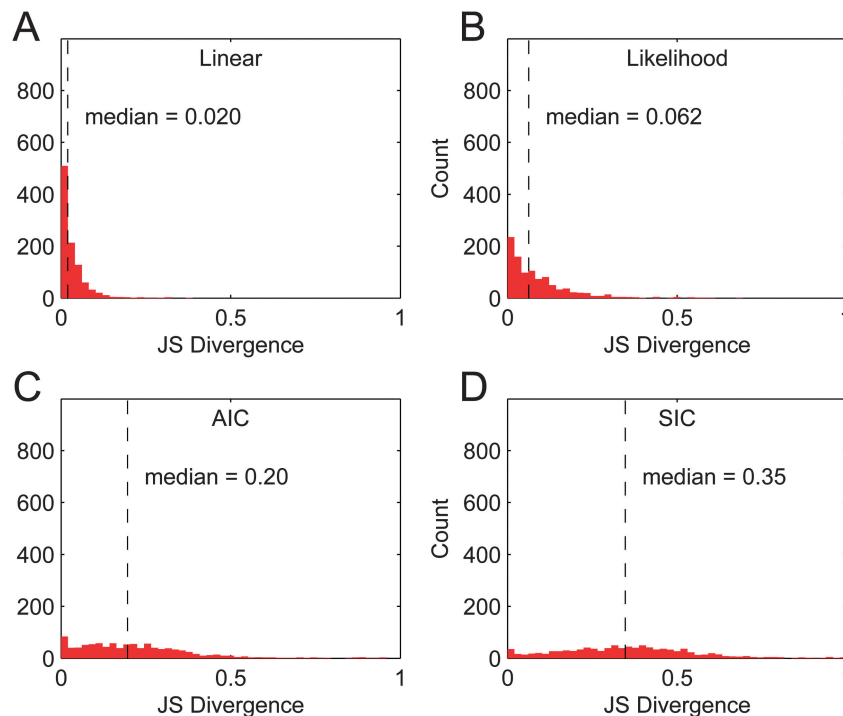 A
Linear
median = 0.020
800
600
400
200
0
0
0.5
1
JS Divergence
B
Likelihood
median = 0.062
Count
800
600
400
200
0
0
0.5
1
JS Divergence
C
AIC
median = 0.20
800
600
400
200
0
0
0.5
1
JS Divergence
D
SIC
median = 0.35
Count
800
600
400
200
0
0
0.5
1
JS Divergence